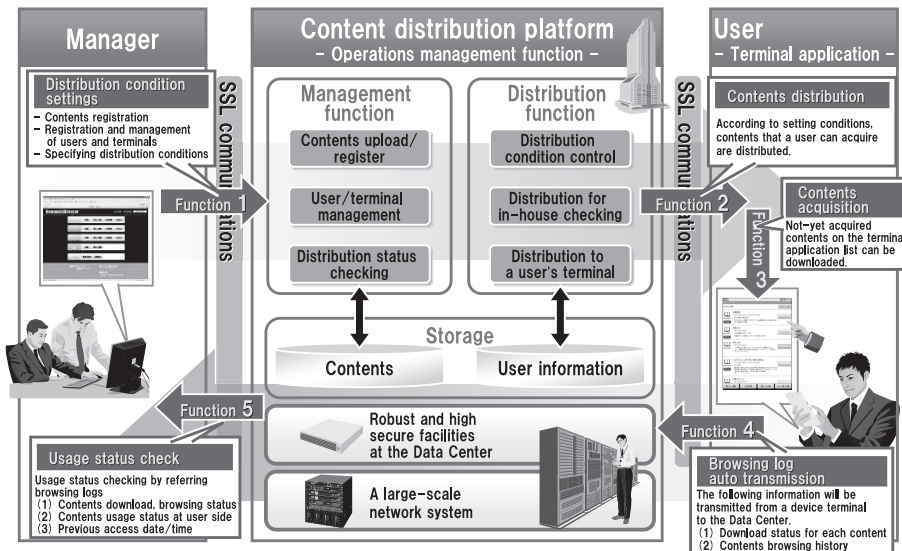 Manager
Distribution condition
settings
– Contents registration
– Registration and management
of users and terminals
– Specifying distribution conditions
Function 1
SSL communications
Content distribution platform
– Operations management function –
Management
function
Contents upload/
register
User/terminal
management
Distribution status
checking
Distribution
function
Distribution
condition control
Distribution for
in-house checking
Distribution to
a user's terminal
Storage
Contents
User information
Robust and high
secure facilities
at the Data Center
A large-scale
network system
SSL communications
User
– Terminal application –
Contents distribution
According to setting conditions,
contents that a user can acquire
are distributed.
Function 2
Contents
acquisition
Not-yet acquired
contents on the terminal
application list can be
downloaded.
Function 3
Function 4
Browsing log
auto transmission
The following information will be
transmitted from a device terminal
to the Data Center.
(1) Download status for each content
(2) Contents browsing history
Function 5
Usage status check
Usage status checking by referring
browsing logs
(1) Contents download, browsing status
(2) Contents usage status at user side
(3) Previous access date/time